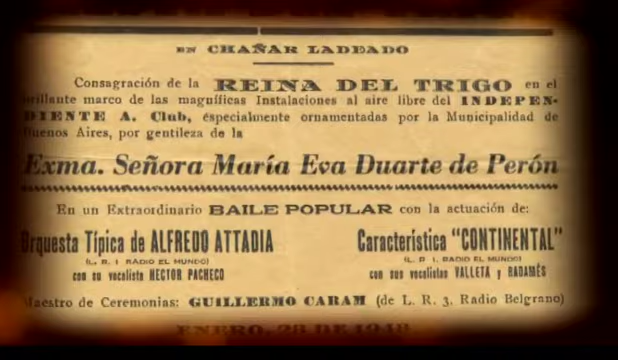 EN CHAÑAR LADEADO
Consagración de la REINA DEL TRIGO en el
brillante marco de las magníficas Instalaciones al aire libre del INDEPEN-
DIENTE A. Club, especialmente ornamentadas por la Municipalidad de
Buenos Aires, por gentileza de la
Exma. Señora María Eva Duarte de Perón
En un Extraordinario BAILE POPULAR con la actuación de:
Orquesta Típica de ALFREDO ATTADIA
(L. R. 1 RADIO EL MUNDO)
con su vocalista HECTOR PACHECO
Característica "CONTINENTAL"
(L. R 1. RADIO EL MUNDO)
con sus vocalistas VALLETA y RADAMÉS
Maestro de Ceremonias: GUILLERMO CARAM (de L. R. 3, Radio Belgrano)
ENERO, 28 DE 1948